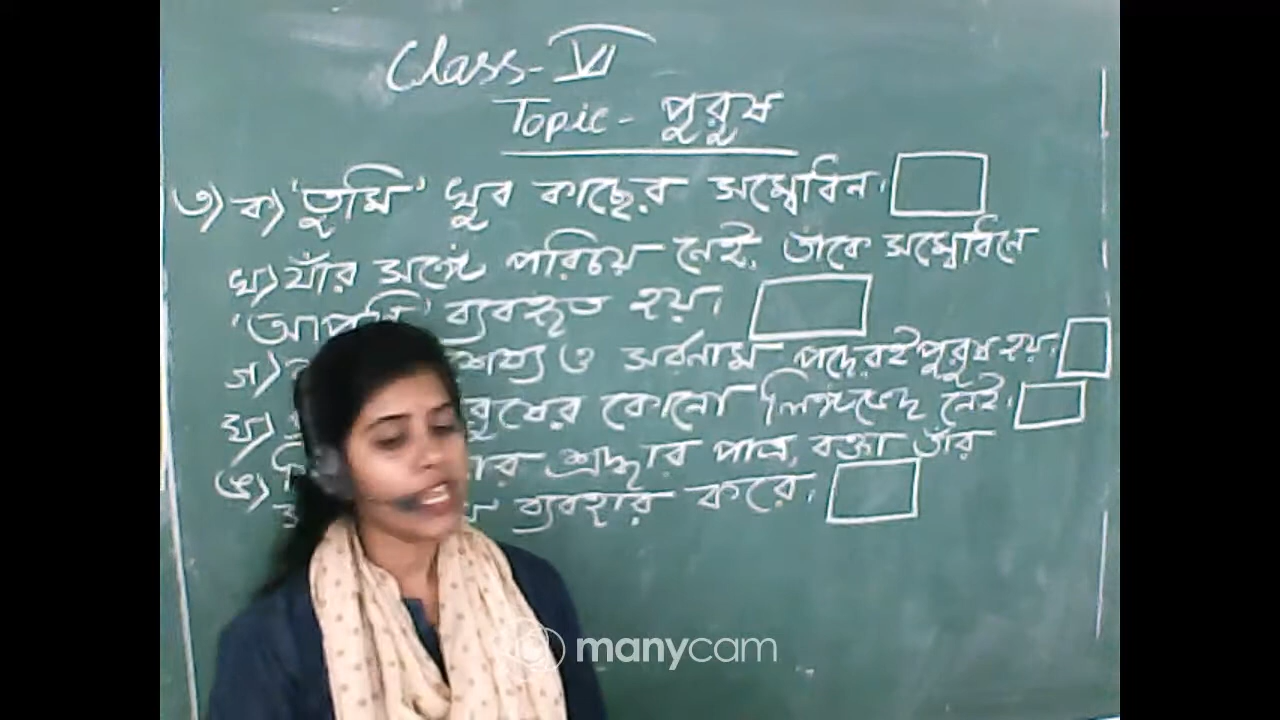 Class-VI
Topic- পুরুষ
৩) ক) 'তুমি' খুব কাছের সম্বোধন।
খ) যাঁর সঙ্গে পরিচয় নেই, তাঁকে সম্বোধনে
'আপনি' ব্যবহৃত হয়।
গ) ও সর্বনাম পদেরই পুরুষ হয়।
ঘ) কোনো লিঙ্গভেদ নেই।
ঙ) শ্রদ্ধার পাত্র, বক্তা তাঁর
ব্যবহার করে।
manycam